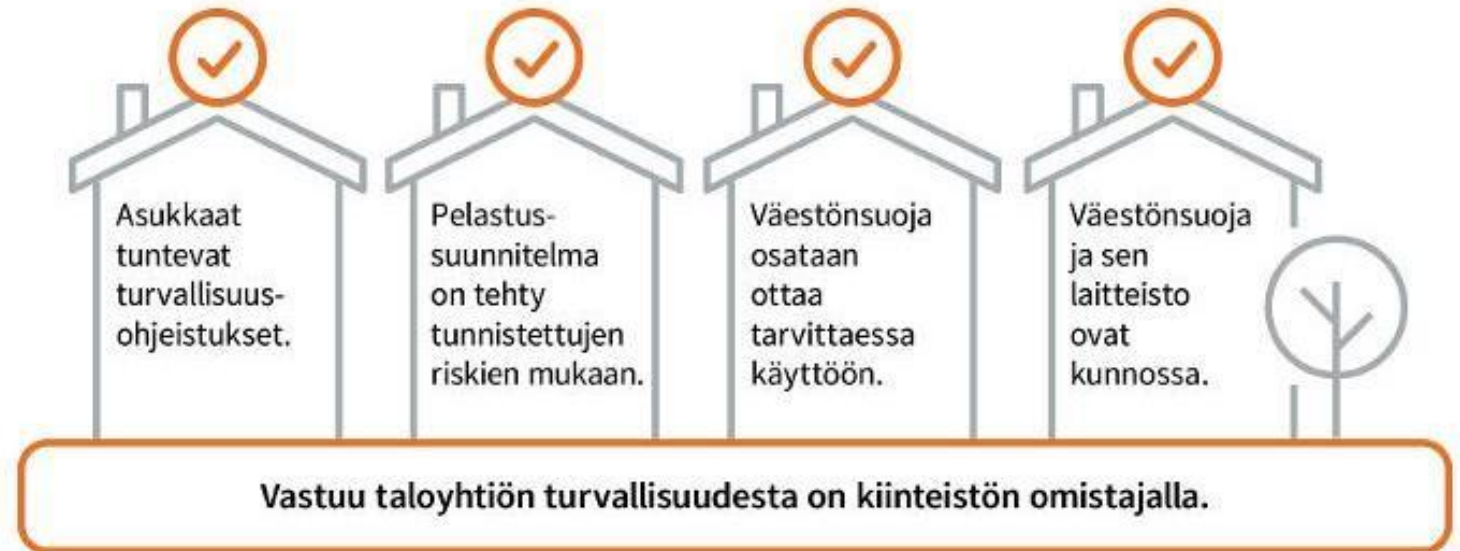 Asukkaat
tuntevat
turvallisuus-
ohjeistukset.
Pelastus-
suunnitelma
on tehty
tunnistettujen
riskien mukaan.
Väestönsuoja
osataan
ottaa
tarvittaessa
käyttöön.
Väestönsuoja
ja sen
laitteisto
ovat
kunnossa.
Vastuu taloyhtiön turvallisuudesta on kiinteistön omistajalla.